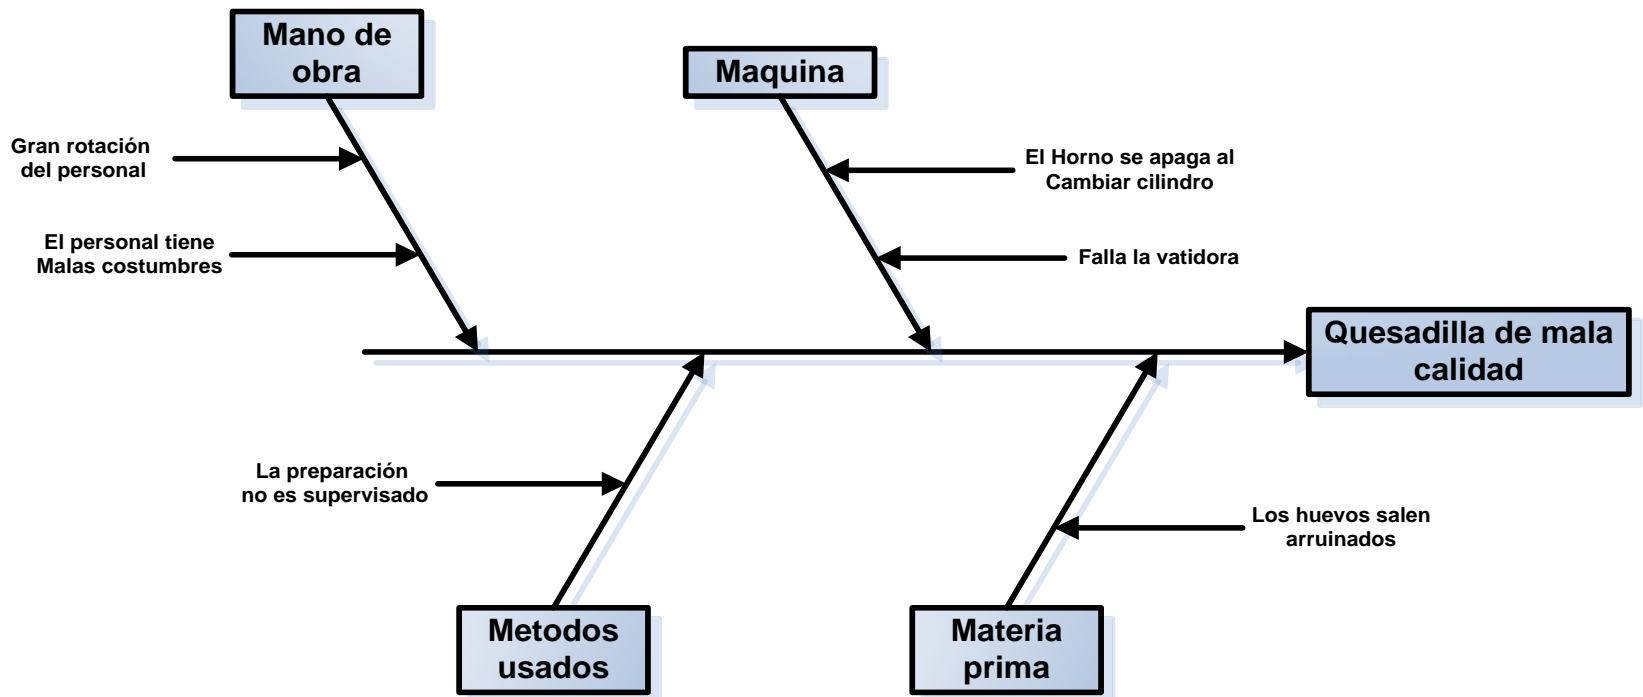 Mano de
obra
Maquina
Gran rotación
del personal
El Horno se apaga al
Cambiar cilindro
El personal tiene
Malas costumbres
Falla la vatidora
Quesadilla de mala
calidad
La preparación
no es supervisado
Los huevos salen
arruinados
Metodos
usados
Materia
prima